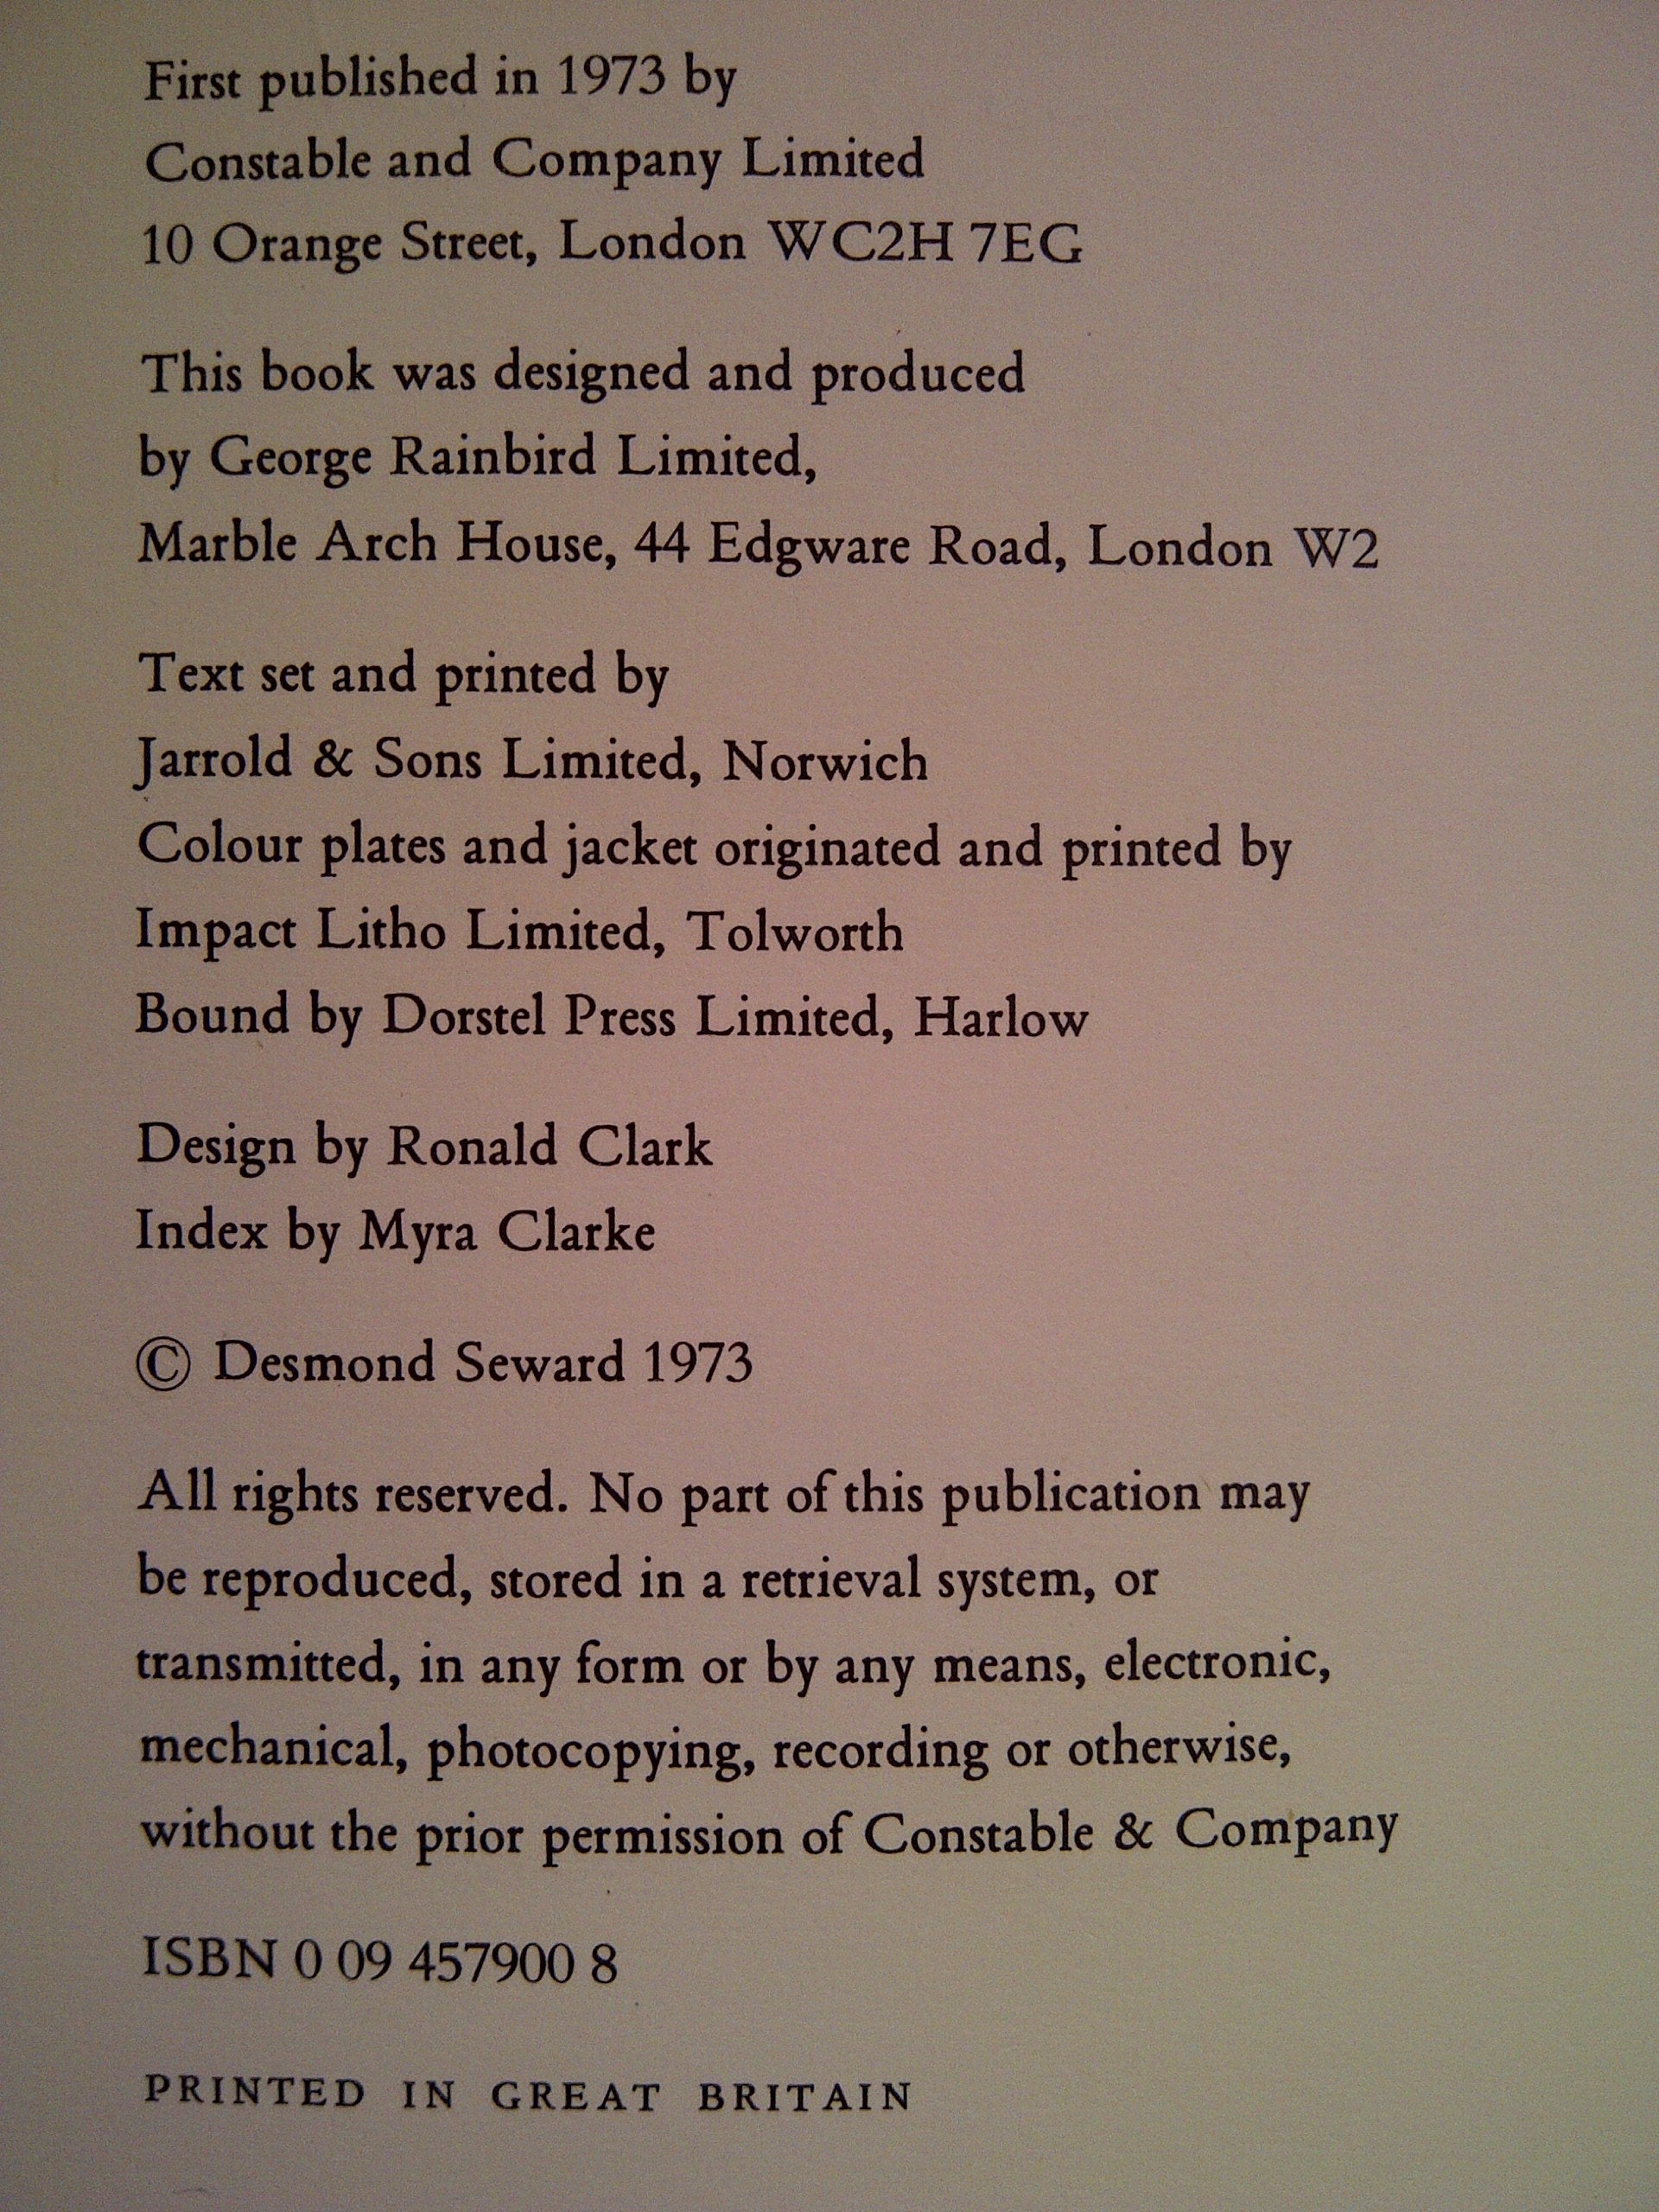 First published in 1973 by
Constable and Company Limited
10 Orange Street, London WC2H 7EG
This book was designed and produced
by George Rainbird Limited,
Marble Arch House, 44 Edgware Road, London W2
Text set and printed by
Jarrold & Sons Limited, Norwich
Colour plates and jacket originated and printed by
Impact Litho Limited, Tolworth
Bound by Dorstel Press Limited, Harlow
Design by Ronald Clark
Index by Myra Clarke
© Desmond Seward 1973
All rights reserved. No part of this publication may
be reproduced, stored in a retrieval system, or
transmitted, in any form or by any means, electronic,
mechanical, photocopying, recording or otherwise,
without the prior permission of Constable & Company
ISBN 0 09 457900 8
PRINTED IN GREAT BRITAIN